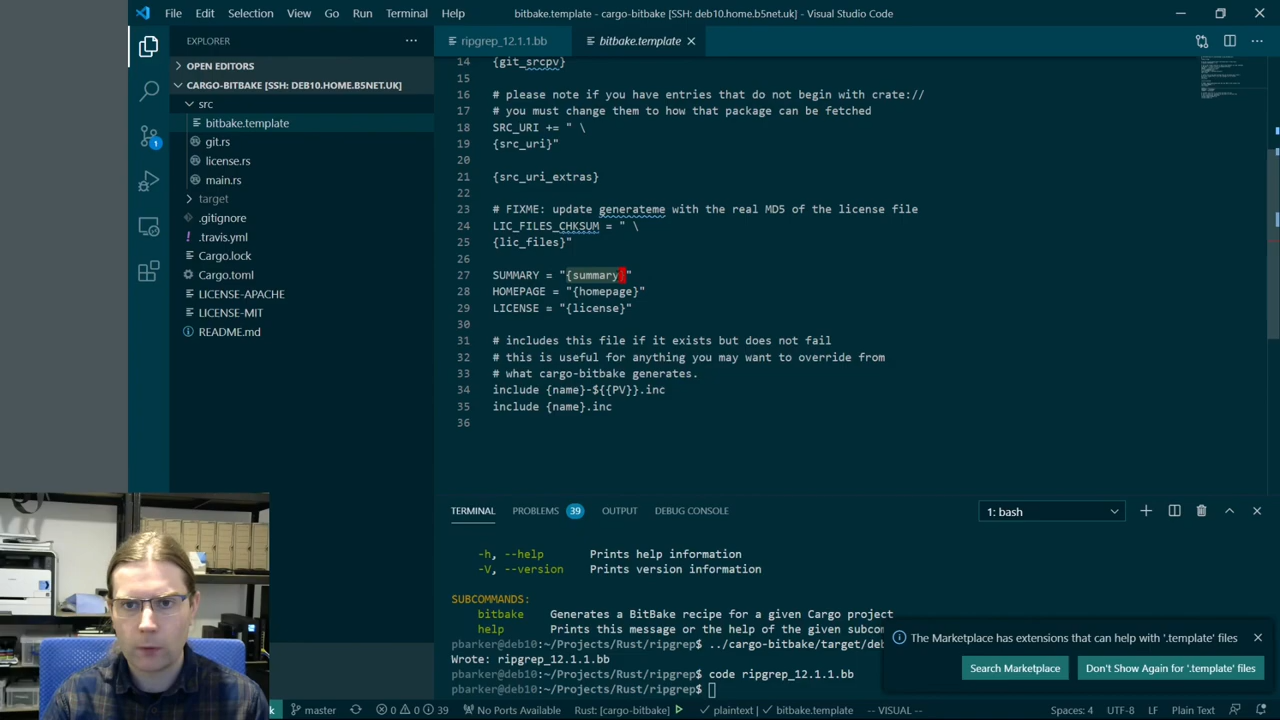 File Edit Selection View Go Run Terminal Help bitbake.template - cargo-bitbake [SSH: deb10.home.b5net.uk] - Visual Studio Code
EXPLORER
OPEN EDITORS
CARGO-BITBAKE [SSH: DEB10.HOME.B5NET.UK]
src
bitbake.template
git.rs
license.rs
main.rs
target
.gitignore
.travis.yml
Cargo.lock
Cargo.toml
LICENSE-APACHE
LICENSE-MIT
README.md
1
ripgrep_12.1.1.bb bitbake.template
14 {git_srcpv}
15
16 # please note if you have entries that do not begin with crate://
17 # you must change them to how that package can be fetched
18 SRC_URI += " \
19 {src_uri}"
20
21 {src_uri_extras}
22
23 # FIXME: update generateme with the real MD5 of the license file
24 LIC_FILES_CHKSUM = " \
25 {lic_files}"
26
27 SUMMARY = "{summary}"
28 HOMEPAGE = "{homepage}"
29 LICENSE = "{license}"
30
31 # includes this file if it exists but does not fail
32 # this is useful for anything you may want to override from
33 # what cargo-bitbake generates.
34 include {name}-${{PV}}.inc
35 include {name}.inc
36
TERMINAL PROBLEMS 39 OUTPUT DEBUG CONSOLE 1: bash
-h, --help Prints help information
-V, --version Prints version information
SUBCOMMANDS:
bitbake Generates a BitBake recipe for a given Cargo project
help Prints this message or the help of the given subcom
pbarker@deb10:~/Projects/Rust/ripgrep$ ../cargo-bitbake/target/deb
Wrote: ripgrep_12.1.1.bb
pbarker@deb10:~/Projects/Rust/ripgrep$ code ripgrep_12.1.1.bb
pbarker@deb10:~/Projects/Rust/ripgrep$
The Marketplace has extensions that can help with '.template' files
Search Marketplace Don't Show Again for '.template' files
master 0 0 39 No Ports Available Rust: [cargo-bitbake] plaintext bitbake.template -- VISUAL -- Spaces: 4 UTF-8 LF Plain Text